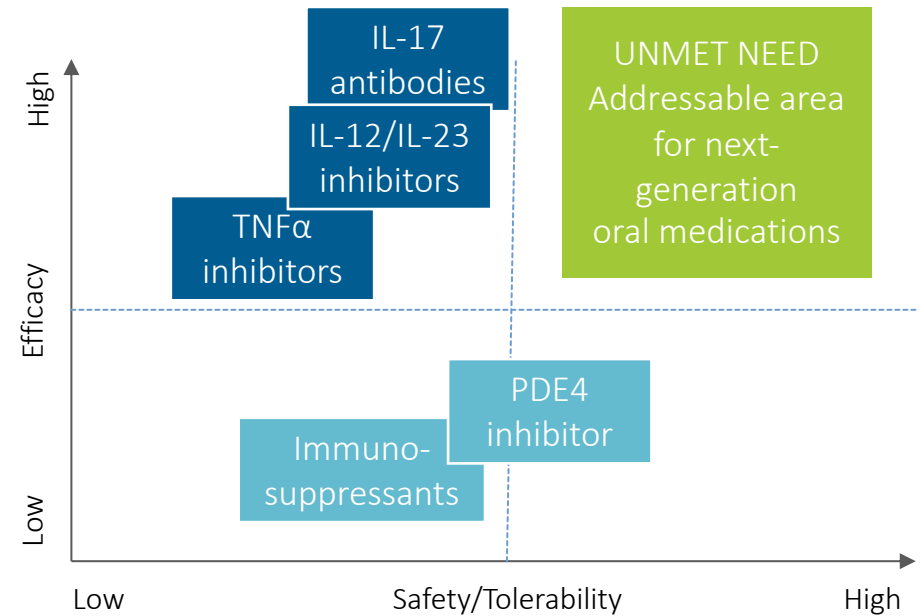 High
Efficacy
Low
IL-17
antibodies
IL-12/IL-23
inhibitors
TNFα
inhibitors
UNMET NEED
Addressable area
for next-
generation
oral medications
PDE4
inhibitor
Immuno-
suppressants
Low
Safety/Tolerability
High